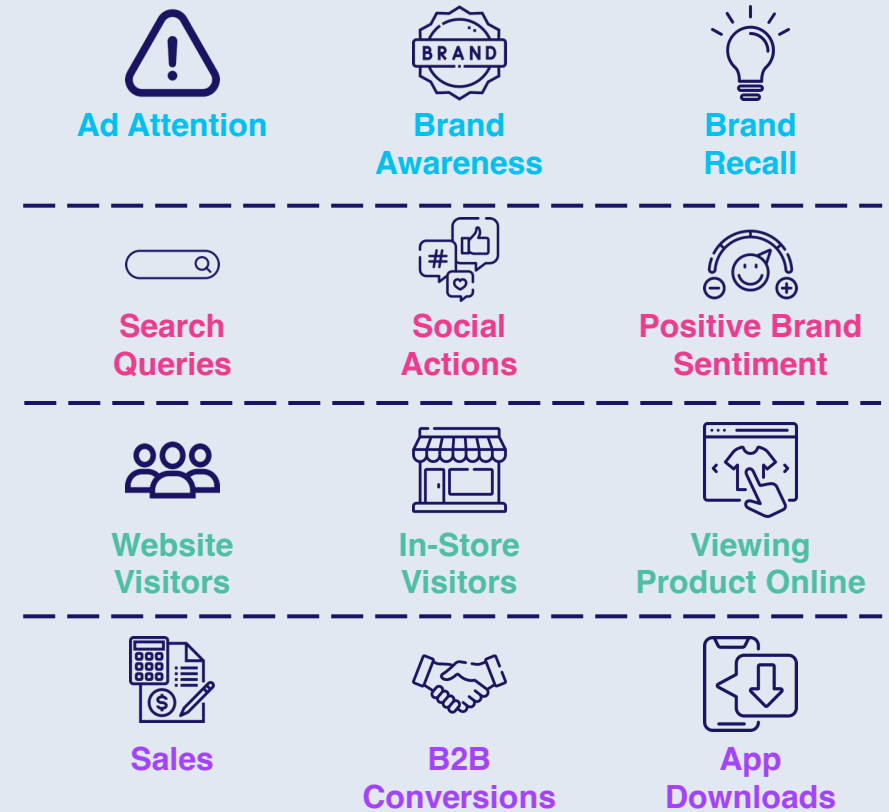 BRAND
Ad Attention
Brand
Awareness
Brand
Recall
#
Search
Queries
Social
Actions
Positive Brand
Sentiment
Website
Visitors
In-Store
Visitors
Viewing
Product Online
$
Sales
B2B
Conversions
App
Downloads